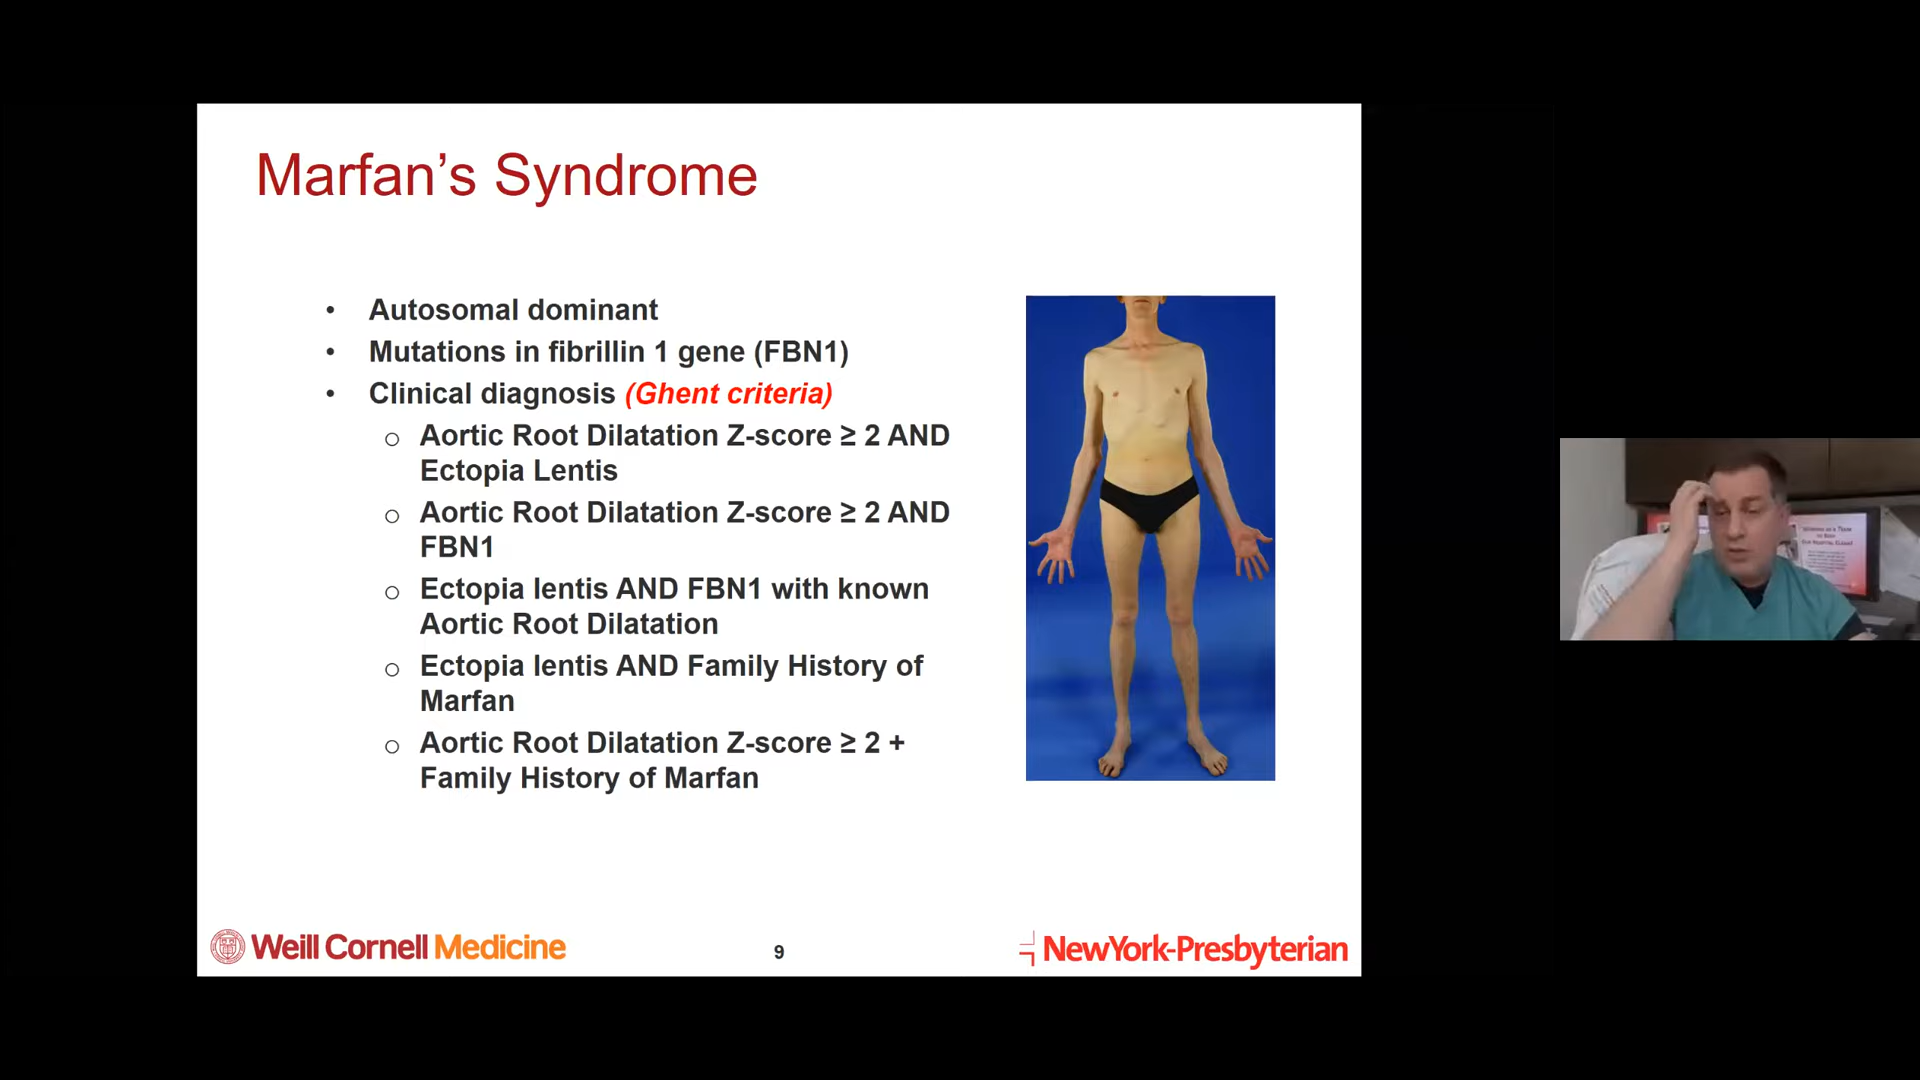 Marfan’s Syndrome
• Autosomal dominant
• Mutations in fibrillin 1 gene (FBN1)
• Clinical diagnosis (Ghent criteria)
o Aortic Root Dilatation Z-score ≥ 2 AND
Ectopia Lentis
o Aortic Root Dilatation Z-score ≥ 2 AND
FBN1
o Ectopia lentis AND FBN1 with known
Aortic Root Dilatation
o Ectopia lentis AND Family History of
Marfan
o Aortic Root Dilatation Z-score ≥ 2 +
Family History of Marfan
Weill Cornell Medicine
9
NewYork-Presbyterian